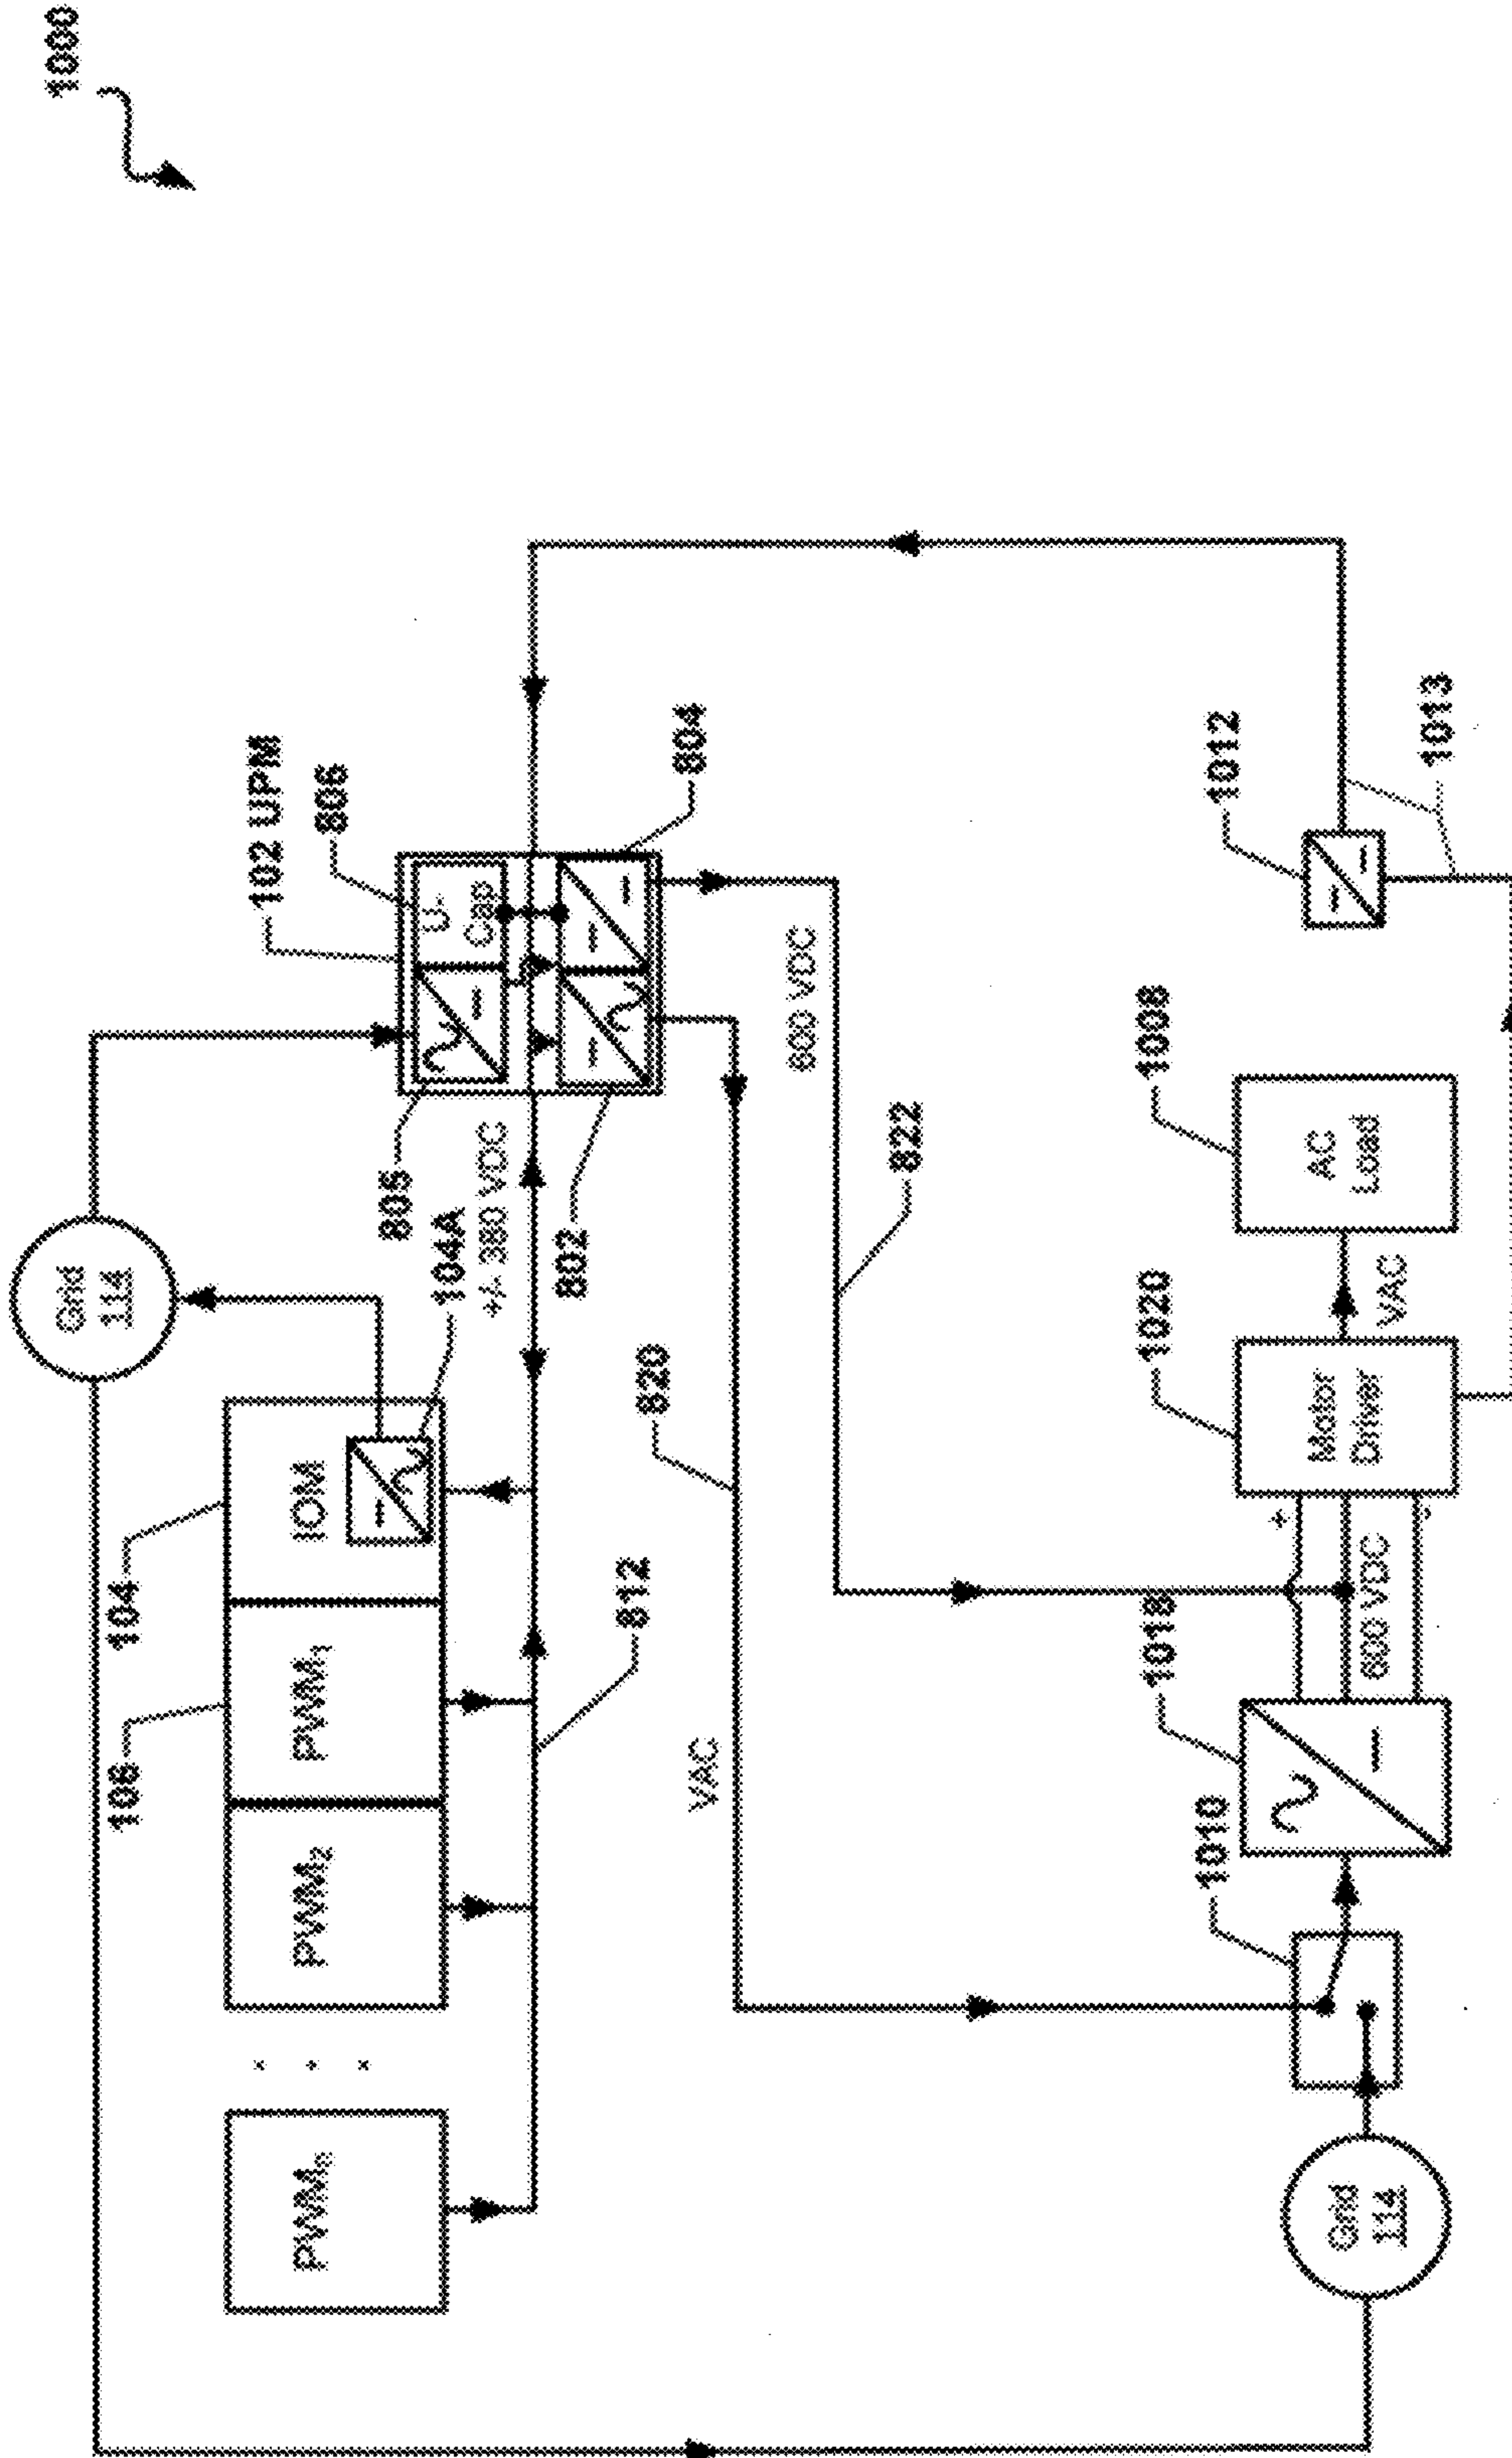 1000
Grid
114
106
104
102 UPM
806
PWMn
. . .
PWM2
PWM1
IOM
U-
Cap
805
104A
+/- 380 VDC
802
804
812
820
VAC
600 VDC
822
1010
1018
1020
1008
1012
+
Grid
114
600 VDC
-
Motor
Driver
VAC
AC
Load
1013